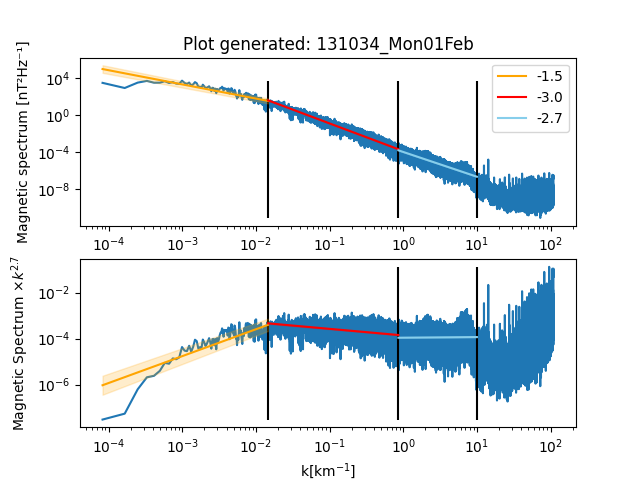 Plot generated: 131034_Mon01Feb
Magnetic spectrum [nT²Hz⁻¹]
10⁴
10⁰
10⁻⁴
10⁻⁸
-1.5
-3.0
-2.7
10⁻⁴ 10⁻³ 10⁻² 10⁻¹ 10⁰ 10¹ 10²
Magnetic Spectrum ×k²·⁷
10⁻²
10⁻⁴
10⁻⁶
10⁻⁴ 10⁻³ 10⁻² 10⁻¹ 10⁰ 10¹ 10²
k[km⁻¹]